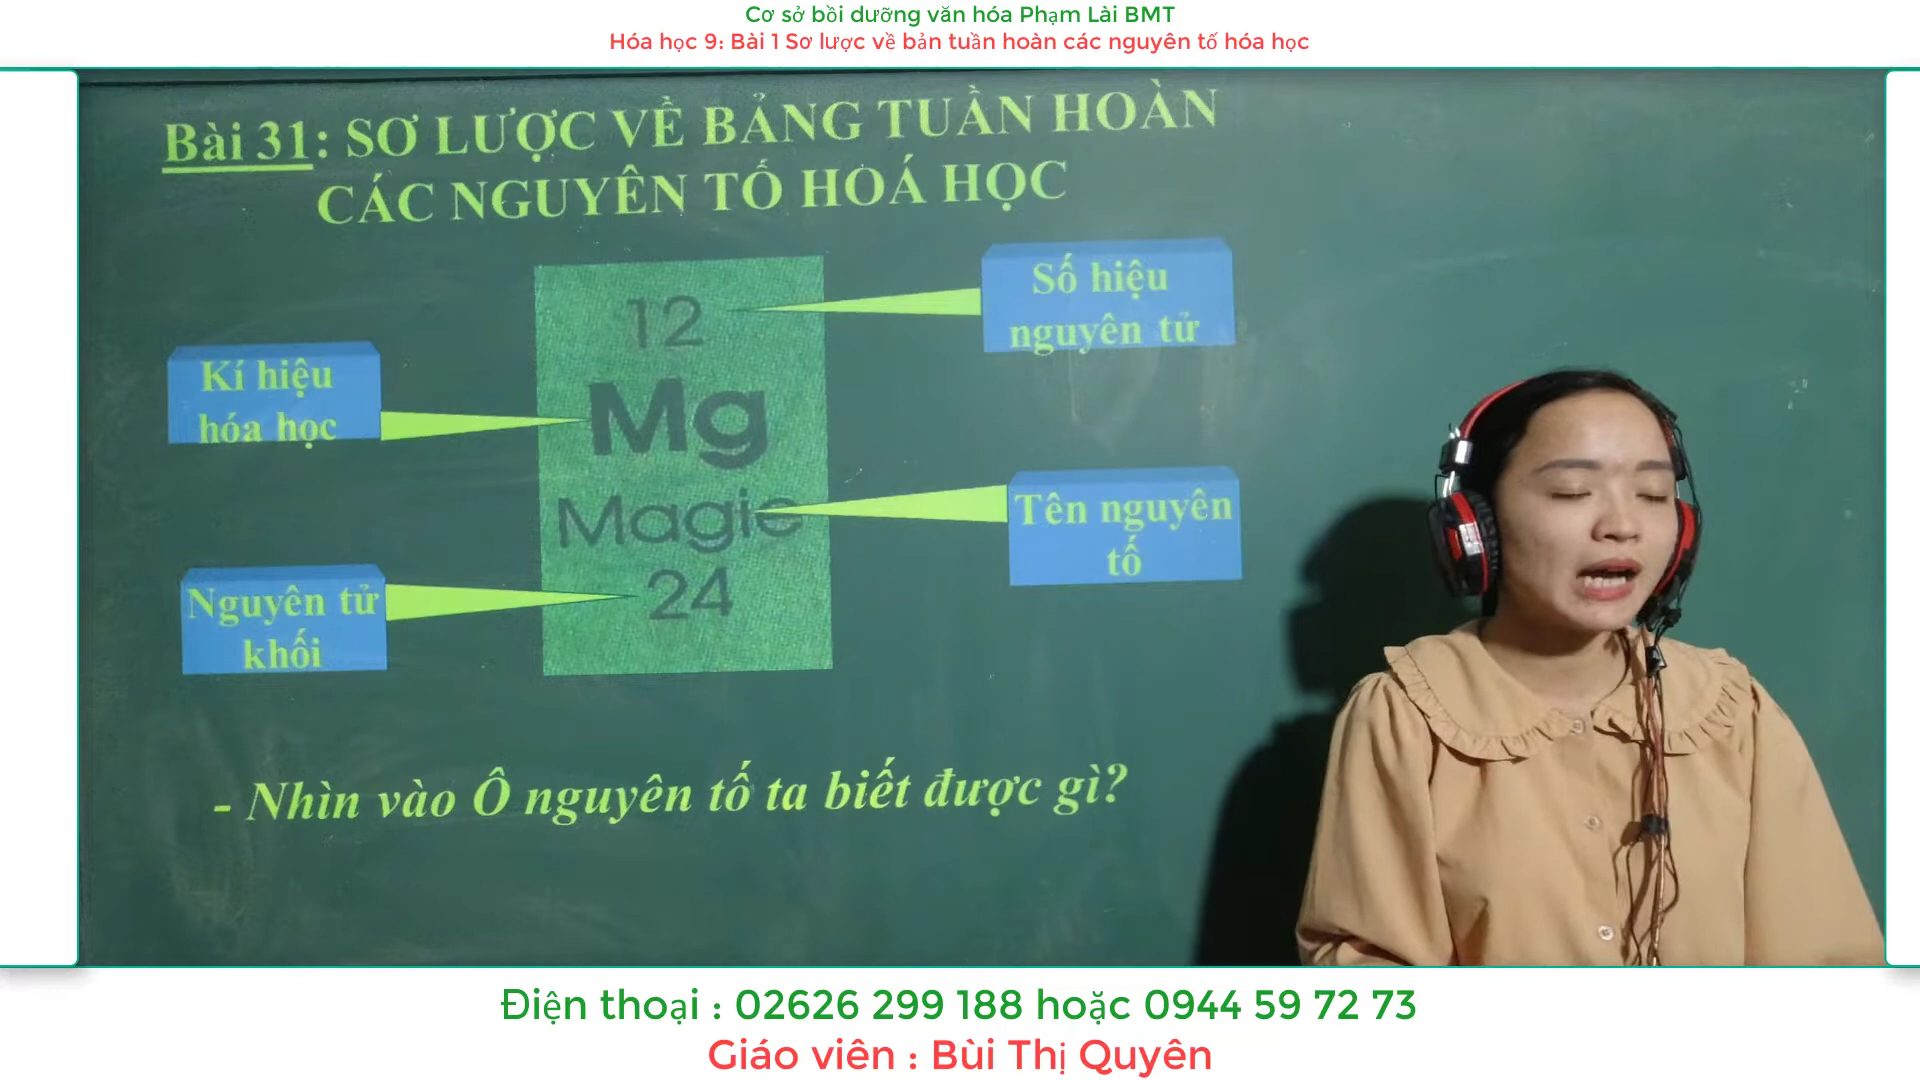 Cơ sở bồi dưỡng văn hóa Phạm Lài BMT
Hóa học 9: Bài 1 Sơ lược về bản tuần hoàn các nguyên tố hóa học
Bài 31: SƠ LƯỢC VỀ BẢNG TUẦN HOÀN
CÁC NGUYÊN TỐ HOÁ HỌC
12
Số hiệu
nguyên tử
Kí hiệu
hóa học
Mg
Magie
Tên nguyên
tố
Nguyên tử
khối
24
- Nhìn vào Ô nguyên tố ta biết được gì?
Điện thoại : 02626 299 188 hoặc 0944 59 72 73
Giáo viên : Bùi Thị Quyên